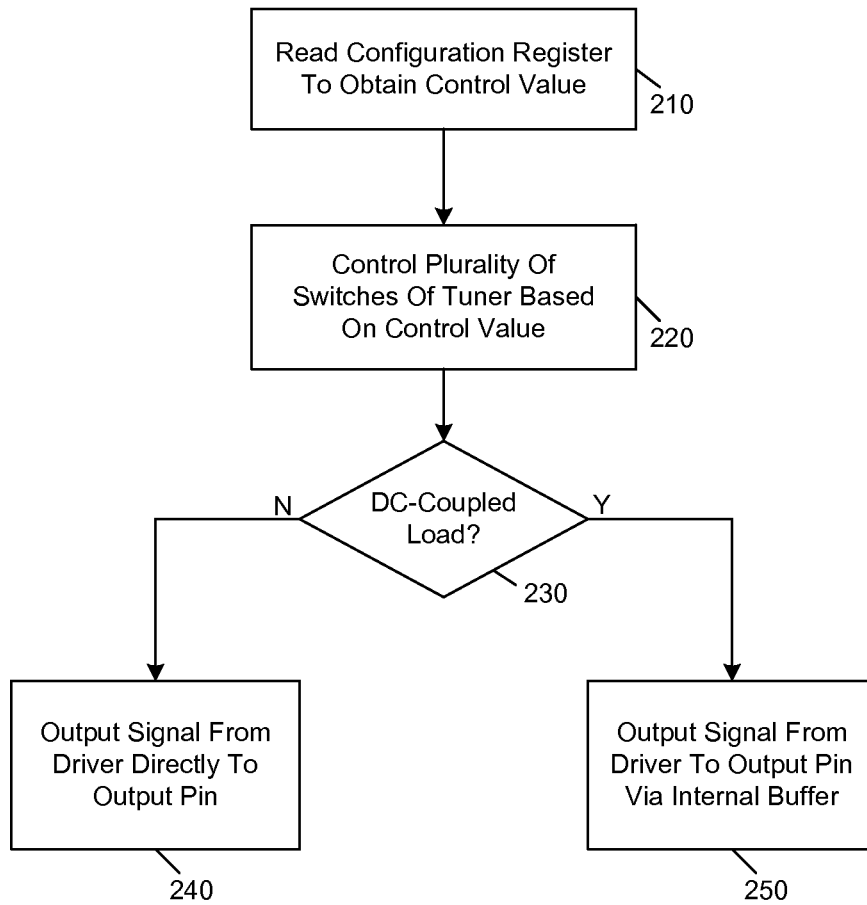 Read Configuration Register
To Obtain Control Value
210
Control Plurality Of
Switches Of Tuner Based
On Control Value
220
DC-Coupled
Load?
N
Y
230
Output Signal From
Driver Directly To
Output Pin
240
Output Signal From
Driver To Output Pin
Via Internal Buffer
250